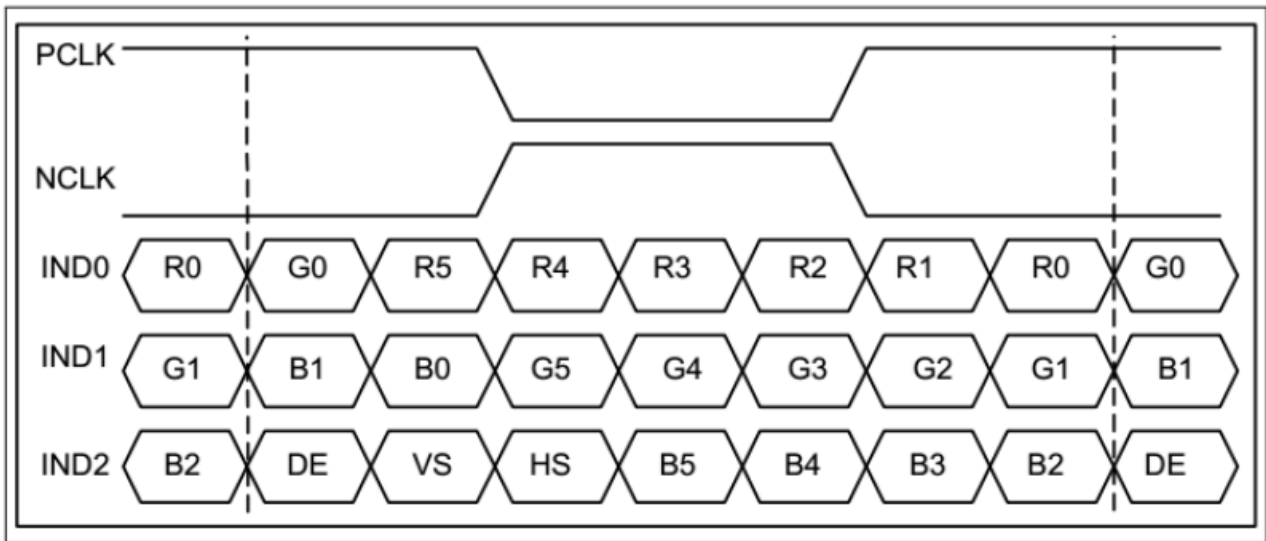 PCLK
NCLK
IND0 R0 G0 R5 R4 R3 R2 R1 R0 G0
IND1 G1 B1 B0 G5 G4 G3 G2 G1 B1
IND2 B2 DE VS HS B5 B4 B3 B2 DE